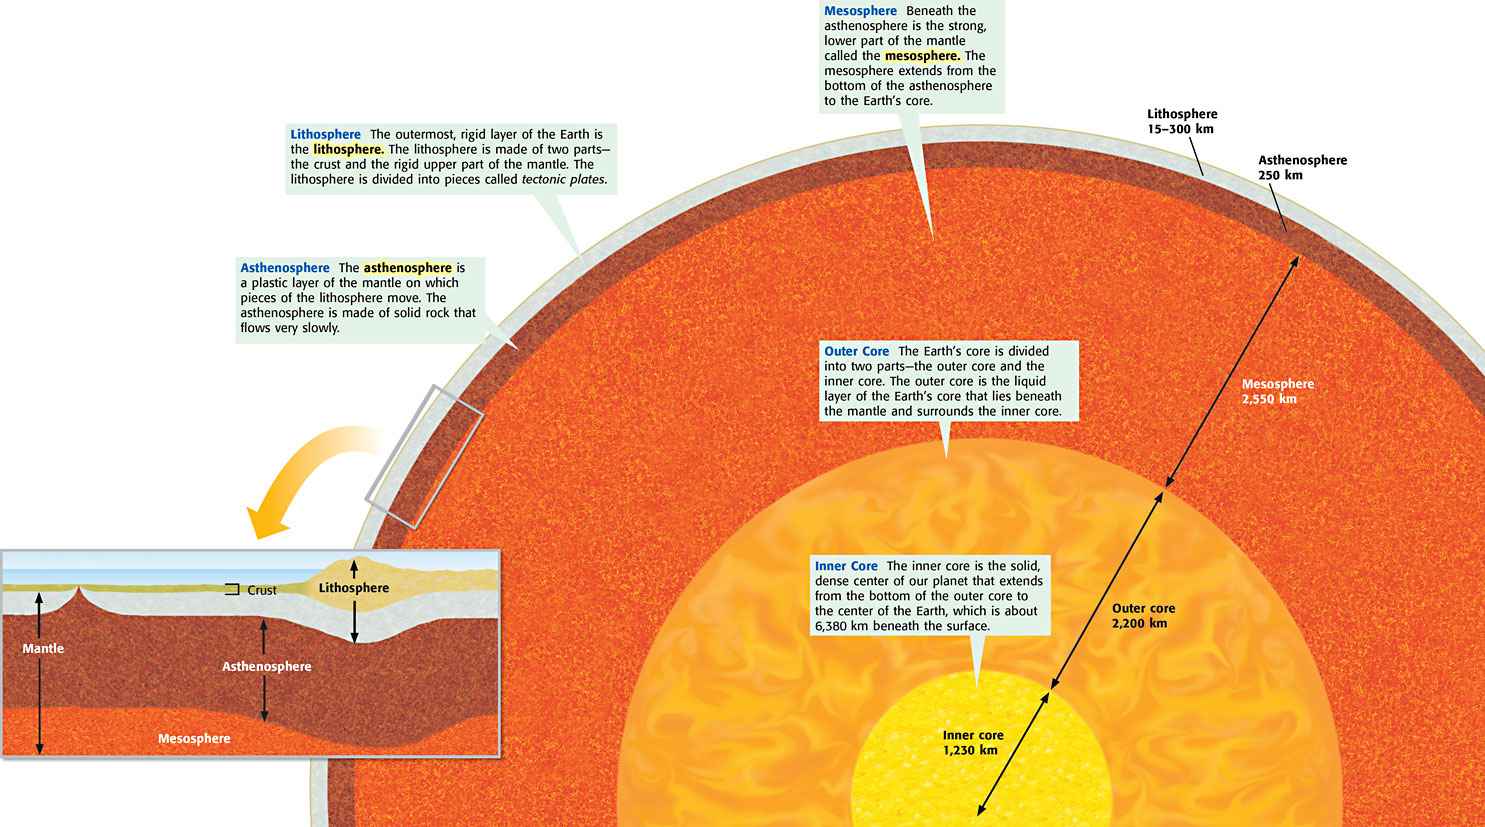 Mesosphere Beneath the
asthenosphere is the strong,
lower part of the mantle
called the mesosphere. The
mesosphere extends from the
bottom of the asthenosphere
to the Earth's core.
Lithosphere
15–300 km
Asthenosphere
250 km
Lithosphere The outermost, rigid layer of the Earth is
the lithosphere. The lithosphere is made of two parts—
the crust and the rigid upper part of the mantle. The
lithosphere is divided into pieces called tectonic plates.
Asthenosphere The asthenosphere is
a plastic layer of the mantle on which
pieces of the lithosphere move. The
asthenosphere is made of solid rock that
flows very slowly.
Outer Core The Earth's core is divided
into two parts—the outer core and the
inner core. The outer core is the liquid
layer of the Earth's core that lies beneath
the mantle and surrounds the inner core.
Mesosphere
2,550 km
Inner Core The inner core is the solid,
dense center of our planet that extends
from the bottom of the outer core to
the center of the Earth, which is about
6,380 km beneath the surface.
Outer core
2,200 km
Inner core
1,230 km
Crust
Lithosphere
Mantle
Asthenosphere
Mesosphere